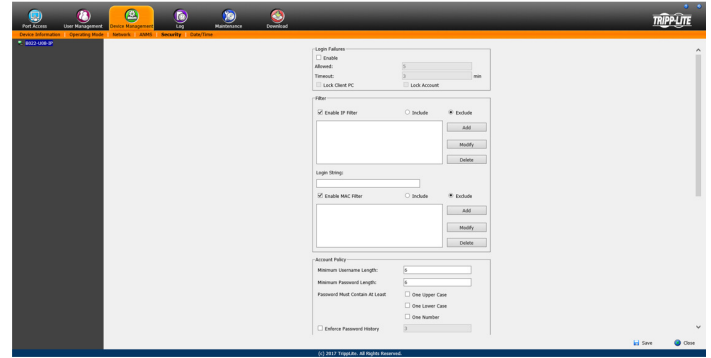 TRIPP-LITE
Port Access User Management Device Management Log Maintenance Download
Device Information Operating Mode Network ANMS Security Date/Time
B022-U08-IP
Login Failures
Enable
Allowed: 5
Timeout: 3 min
Lock Client PC Lock Account
Filter
Enable IP Filter Include Exclude
Add
Modify
Delete
Login String:
Enable MAC Filter Include Exclude
Add
Modify
Delete
Account Policy
Minimum Username Length: 6
Minimum Password Length: 6
Password Must Contain At Least One Upper Case
One Lower Case
One Number
Enforce Password History 3
Save Close
(c) 2017 TrippLite. All Rights Reserved.